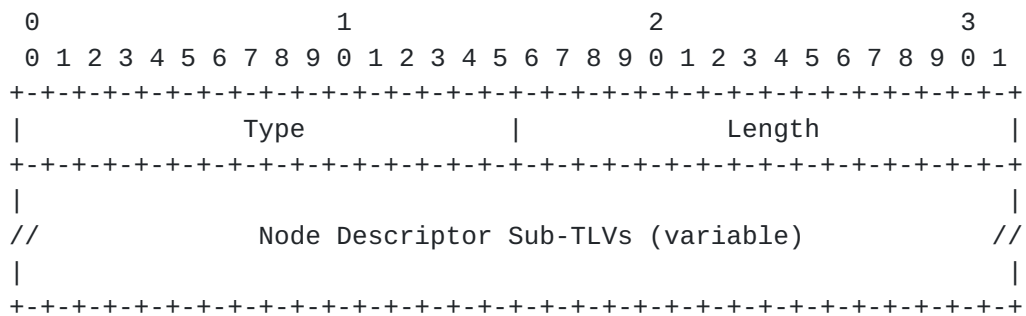 0                   1                   2                   3
 0 1 2 3 4 5 6 7 8 9 0 1 2 3 4 5 6 7 8 9 0 1 2 3 4 5 6 7 8 9 0 1
+-+-+-+-+-+-+-+-+-+-+-+-+-+-+-+-+-+-+-+-+-+-+-+-+-+-+-+-+-+-+-+-+
|              Type             |             Length            |
+-+-+-+-+-+-+-+-+-+-+-+-+-+-+-+-+-+-+-+-+-+-+-+-+-+-+-+-+-+-+-+-+
|                                                               |
//              Node Descriptor Sub-TLVs (variable)            //
|                                                               |
+-+-+-+-+-+-+-+-+-+-+-+-+-+-+-+-+-+-+-+-+-+-+-+-+-+-+-+-+-+-+-+-+